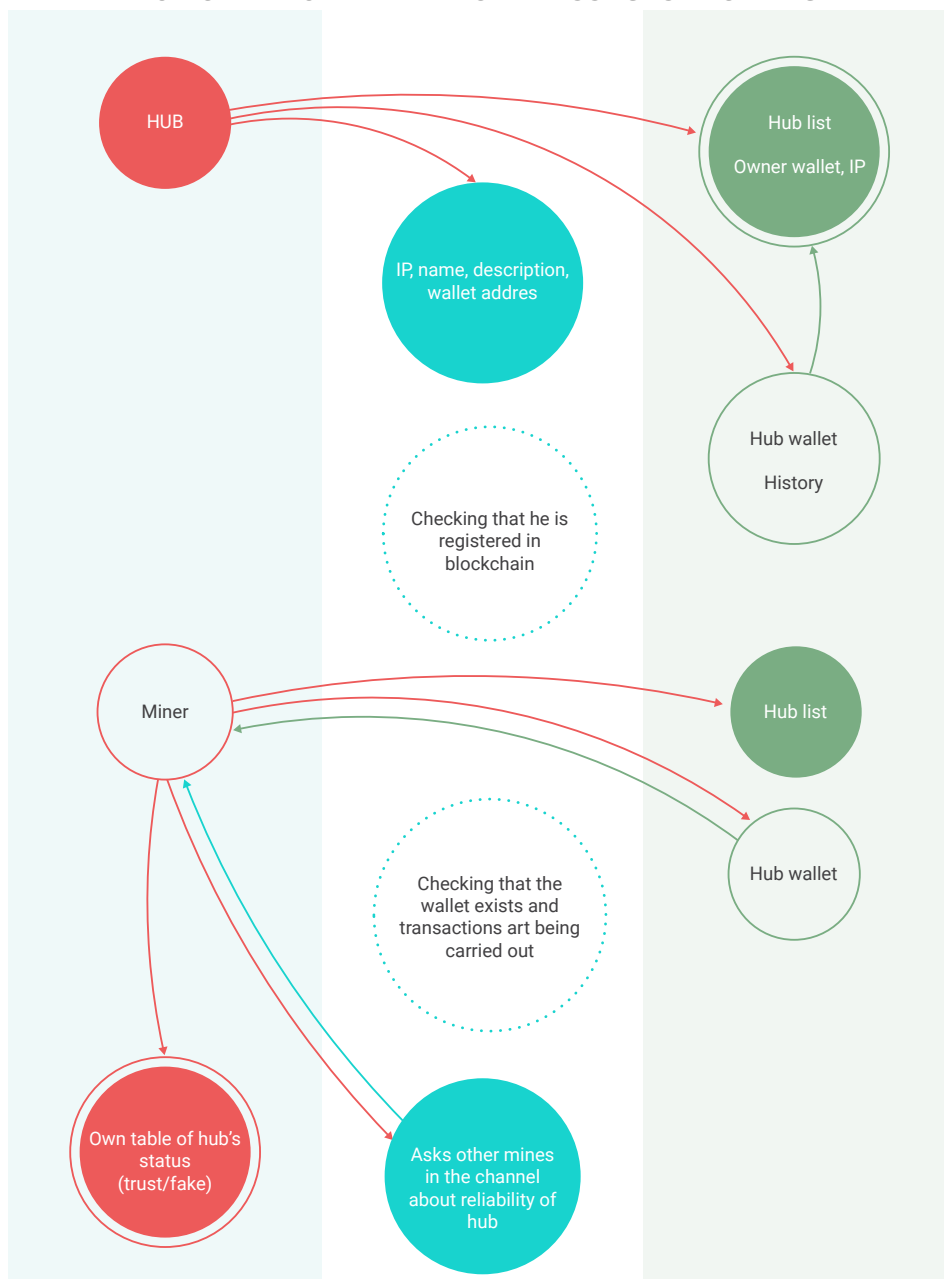 HUB
Hub list
Owner wallet, IP
IP, name, description,
wallet addres
Hub wallet
History
Checking that he is
registered in
blockchain
Miner
Hub list
Hub wallet
Checking that the
wallet exists and
transactions art being
carried out
Own table of hub's
status
(trust/fake)
Asks other mines
in the channel
about reliability of
hub